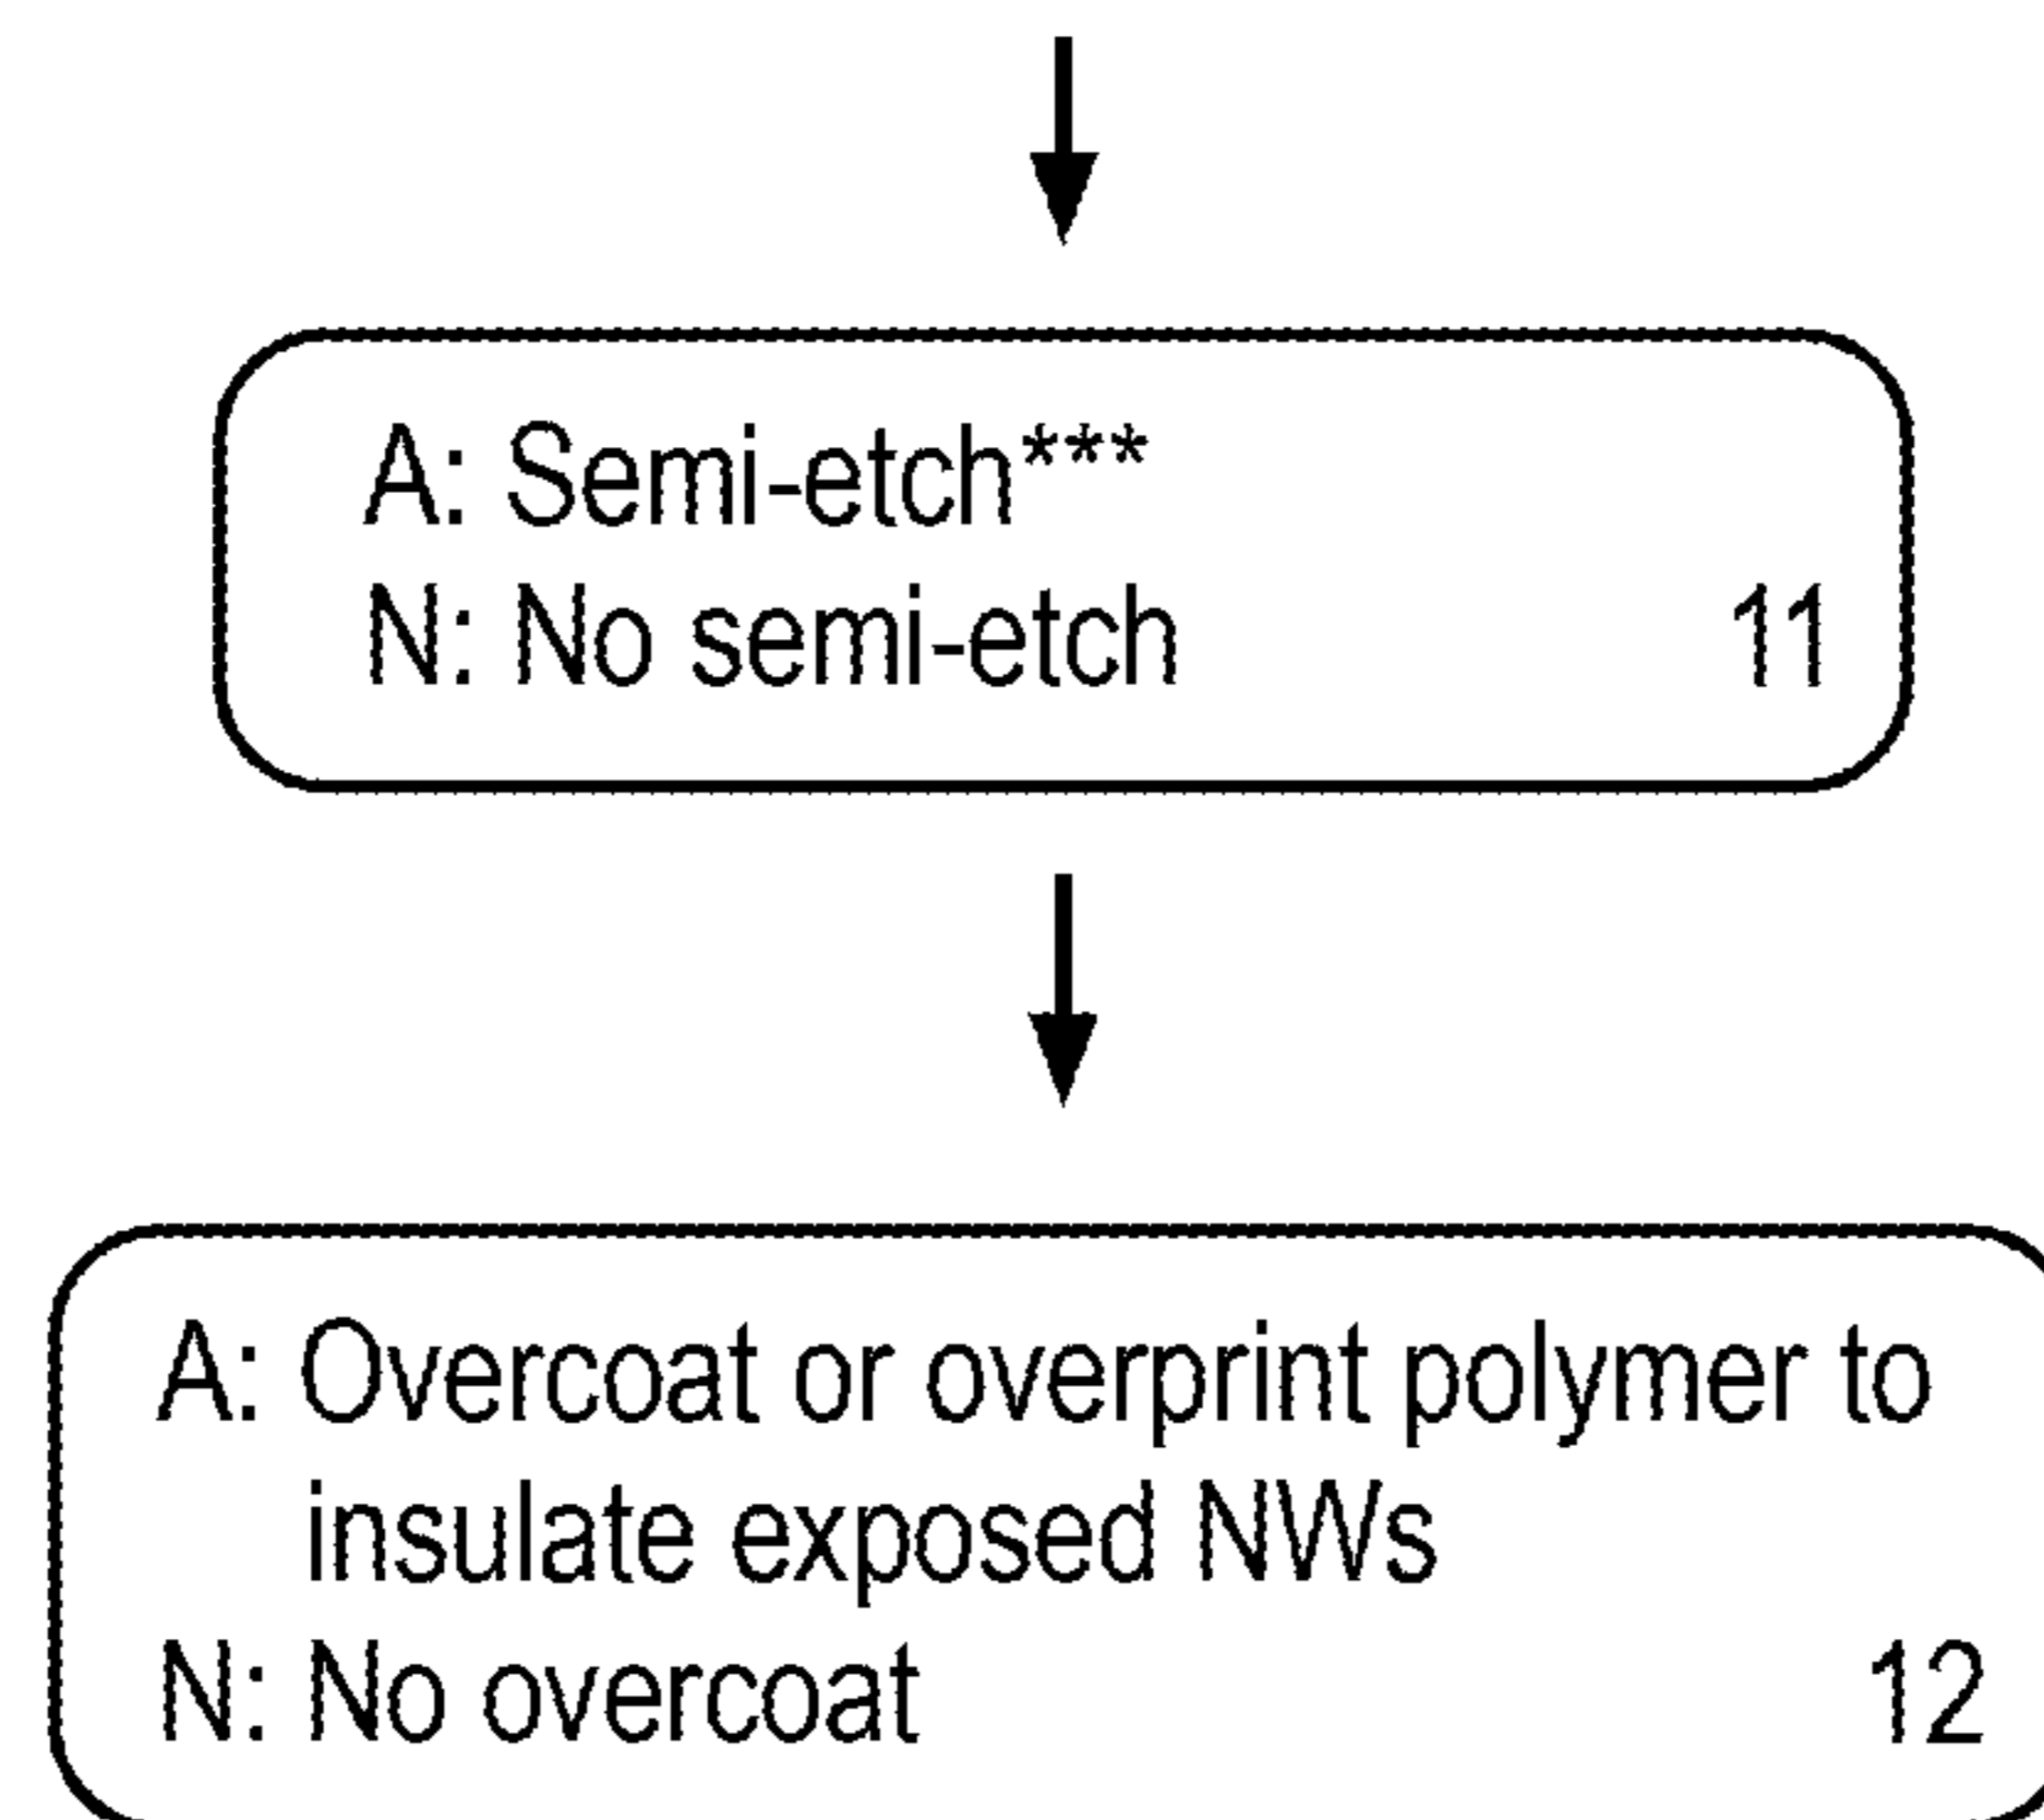 A: Semi-etch***
N: No semi-etch 11
A: Overcoat or overprint polymer to
insulate exposed NWs
N: No overcoat 12